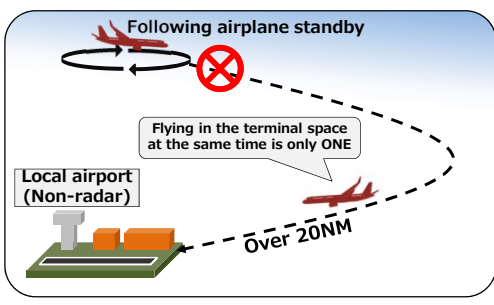 Following airplane standby
Flying in the terminal space
at the same time is only ONE
Local airport
(Non-radar)
Over 20NM